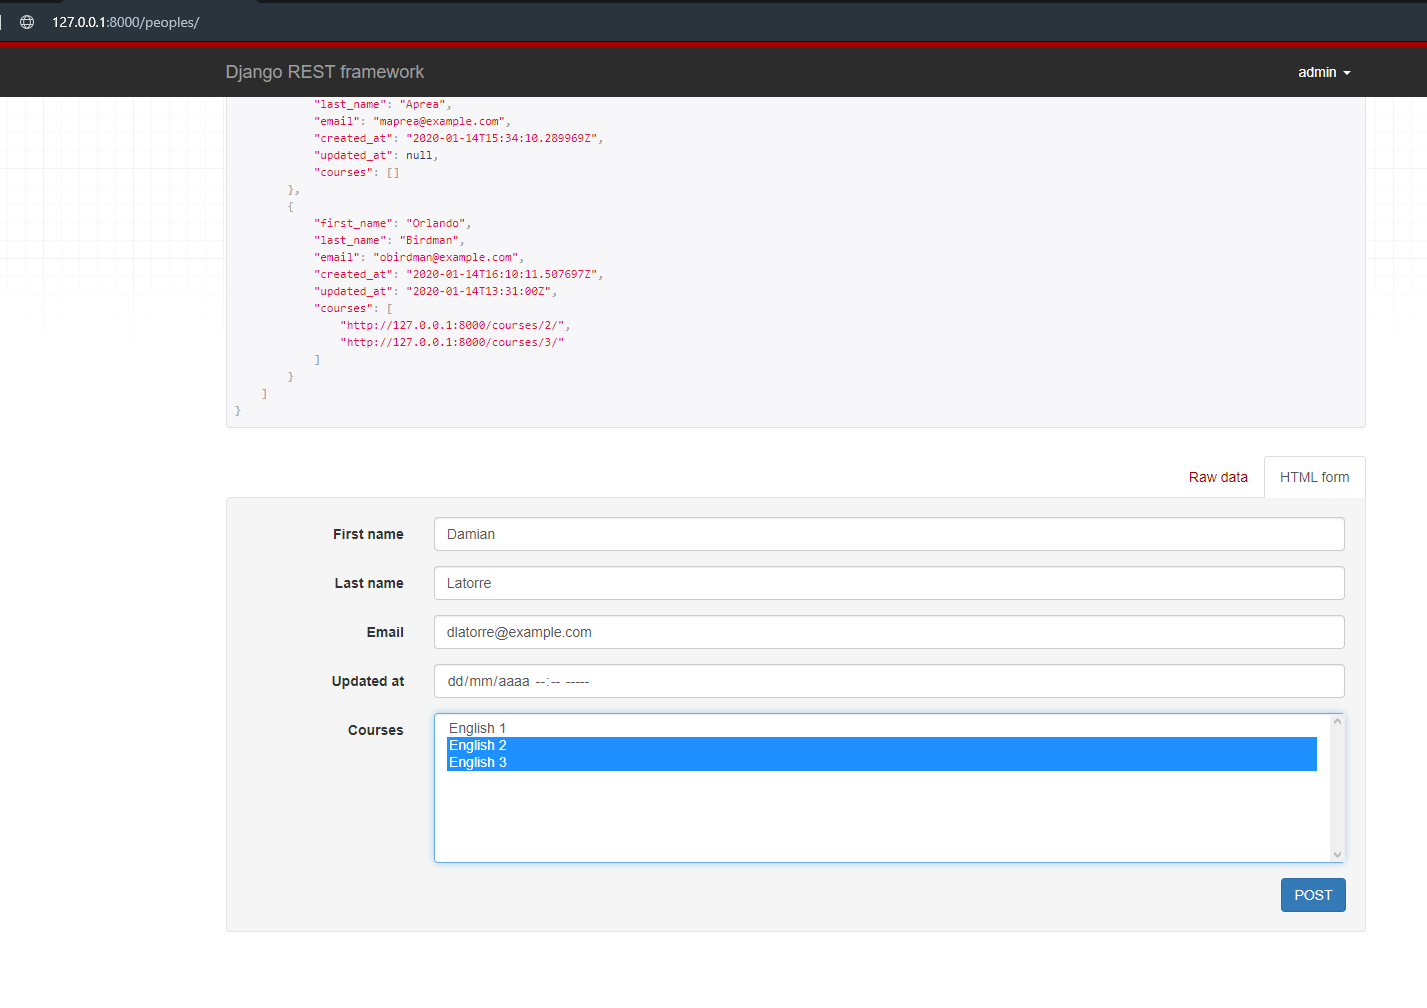 127.0.0.1:8000/peoples/
Django REST framework
admin
"last_name": "Aprea",
"email": "maprea@example.com",
"created_at": "2020-01-14T15:34:10.289969Z",
"updated_at": null,
"courses": []
},
{
"first_name": "Orlando",
"last_name": "Birdman",
"email": "obirdman@example.com",
"created_at": "2020-01-14T16:10:11.507697Z",
"updated_at": "2020-01-14T13:31:00Z",
"courses": [
"http://127.0.0.1:8000/courses/2/",
"http://127.0.0.1:8000/courses/3/"
]
}
]
}
Raw data
HTML form
First name
Damian
Last name
Latorre
Email
dlatorre@example.com
Updated at
dd/mm/aaaa --:-- -----
Courses
English 1
English 2
English 3
POST